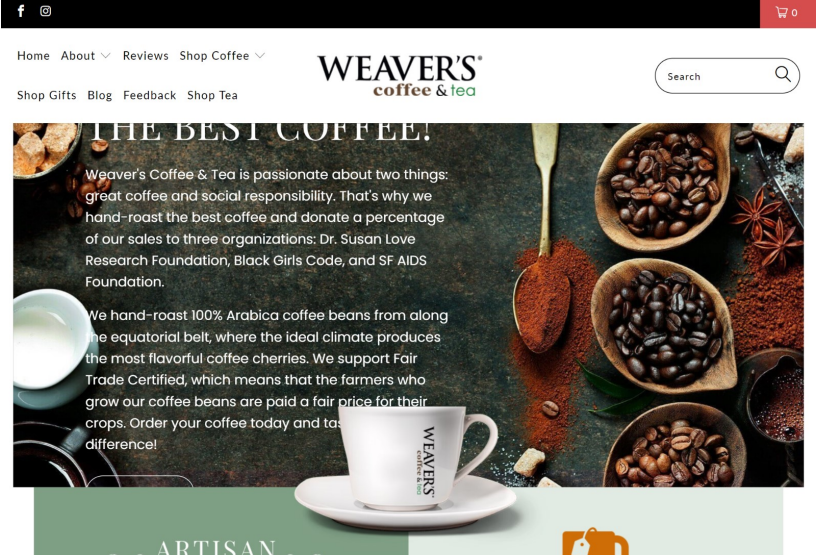 0
Home About Reviews Shop Coffee
WEAVER'S®
coffee & tea
Search
Shop Gifts Blog Feedback Shop Tea
THE BEST COFFEE!
Weaver's Coffee & Tea is passionate about two things:
great coffee and social responsibility. That's why we
hand-roast the best coffee and donate a percentage
of our sales to three organizations: Dr. Susan Love
Research Foundation, Black Girls Code, and SF AIDS
Foundation.
We hand-roast 100% Arabica coffee beans from along
the equatorial belt, where the ideal climate produces
the most flavorful coffee cherries. We support Fair
Trade Certified, which means that the farmers who
grow our coffee beans are paid a fair price for their
crops. Order your coffee today and
difference!
WEAVER'S
coffee & tea
ARTISAN